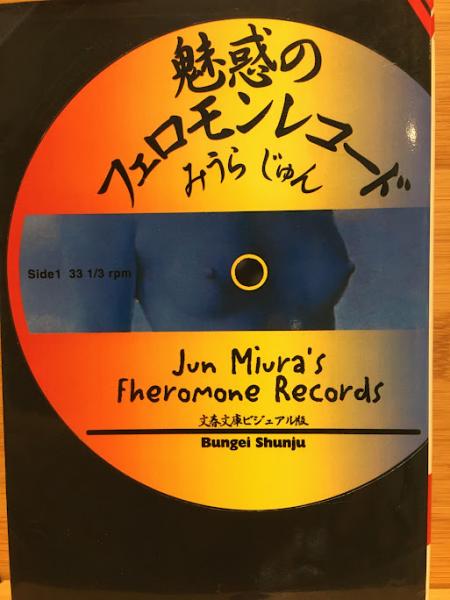 魅惑の
フェロモンレコード
みうら じゅん
Side1 33 1/3 rpm
Jun Miura's
Fheromone Records
文春文庫ビジュアル版
Bungei Shunju